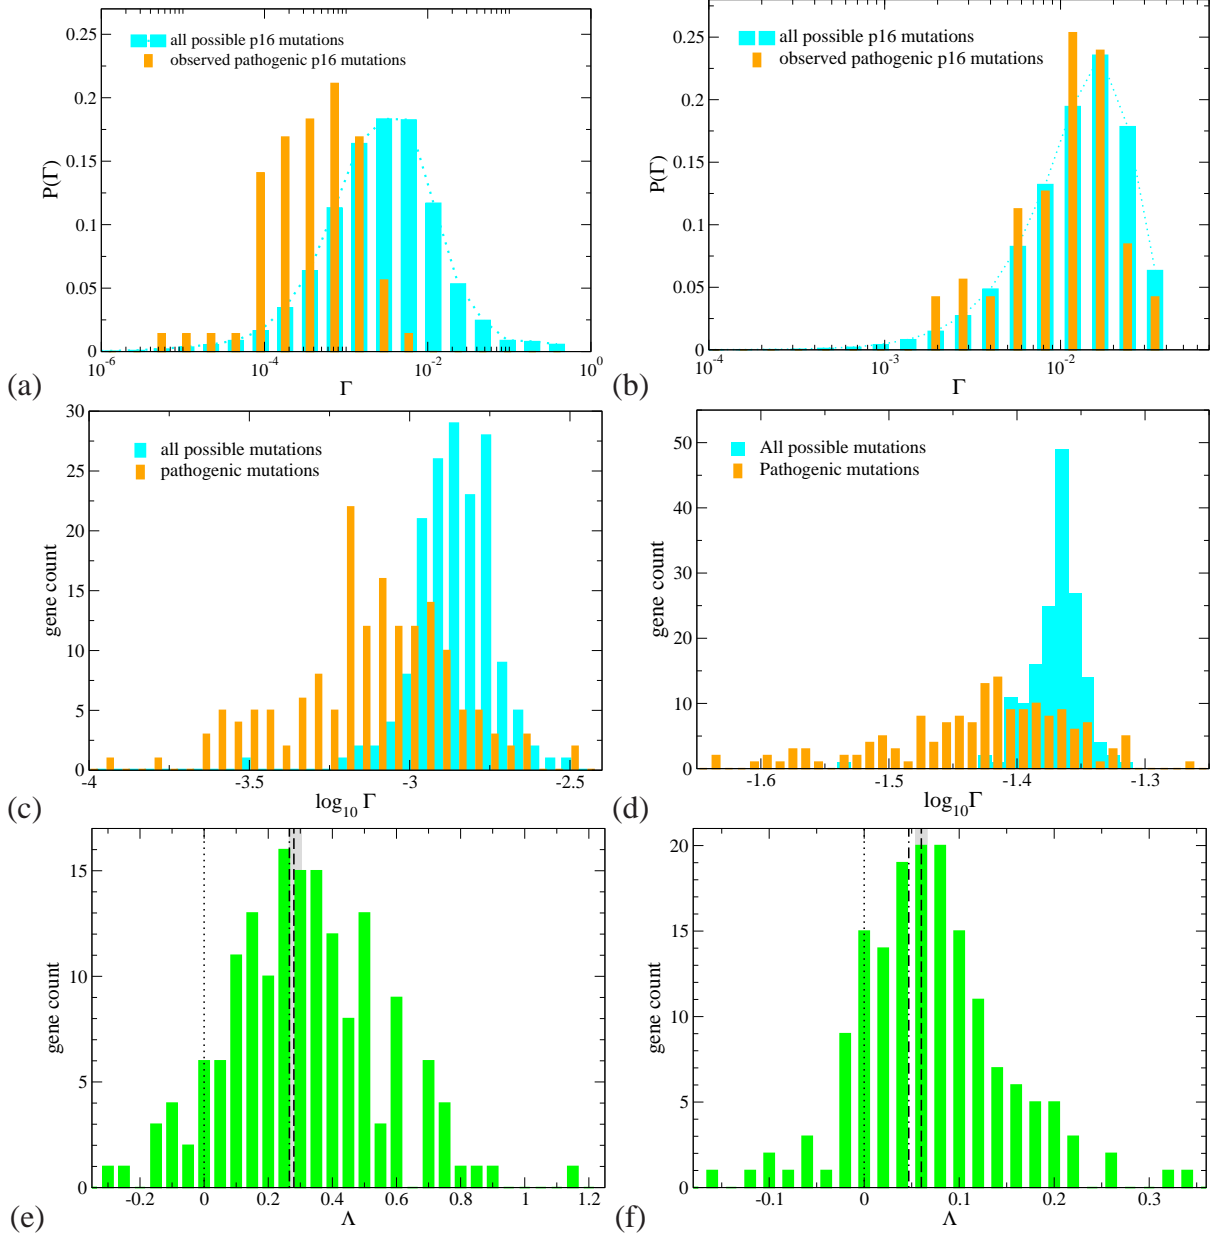 all possible p16 mutations
observed pathogenic p16 mutations
0.25
0.2
0.15
0.1
0.05
0
P(Γ)
10^-6
10^-4
10^-2
10^0
Γ
(a)
all possible p16 mutations
observed pathogenic p16 mutations
0.25
0.2
0.15
0.1
0.05
0
P(Γ)
10^-4
10^-3
10^-2
Γ
(b)
all possible mutations
pathogenic mutations
30
25
20
15
10
5
0
gene count
-4
-3.5
-3
-2.5
log10 Γ
(c)
All possible mutations
Pathogenic mutations
50
40
30
20
10
0
gene count
-1.6
-1.5
-1.4
-1.3
log10 Γ
(d)
15
10
5
0
gene count
-0.2
0
0.2
0.4
0.6
0.8
1
1.2
Λ
(e)
20
15
10
5
0
gene count
-0.1
0
0.1
0.2
0.3
Λ
(f)